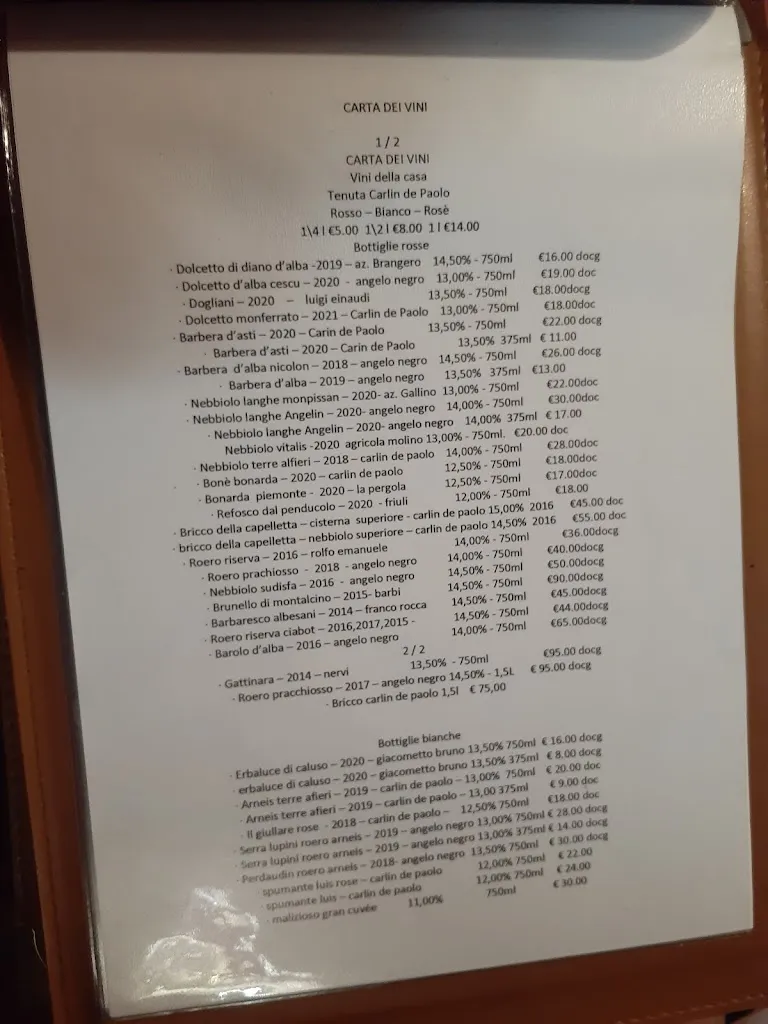 CARTA DEI VINI
1 / 2
CARTA DEI VINI
Vini della casa
Tenuta Carlin de Paolo
Rosso – Bianco – Rosè
1\4 l €5.00 1\2 l €8.00 1 l €14.00
Bottiglie rosse
· Dolcetto di diano d'alba -2019 – az. Brangero 14,50% - 750ml €16.00 docg
· Dolcetto d'alba cescu – 2020 - angelo negro 13,00% - 750ml €19.00 doc
· Dogliani – 2020 – luigi einaudi 13,50% - 750ml €18.00docg
· Dolcetto monferrato – 2021 – Carlin de Paolo 13,00% - 750ml €18.00doc
· Barbera d'asti – 2020 – Carin de Paolo 13,50% - 750ml €22.00 docg
· Barbera d'asti – 2020 – Carin de Paolo 13,50% 375ml € 11.00
· Barbera d'alba nicolon – 2018 – angelo negro 14,50% - 750ml €26.00 docg
· Barbera d'alba – 2019 – angelo negro 13,50% 375ml €13.00
· Nebbiolo langhe monpissan – 2020- az. Gallino 13,00% - 750ml €22.00doc
· Nebbiolo langhe Angelin – 2020- angelo negro 14,00% - 750ml €30.00doc
· Nebbiolo langhe Angelin – 2020- angelo negro 14,00% 375ml € 17.00
Nebbiolo vitalis -2020 agricola molino 13,00% - 750ml. €20.00 doc
· Nebbiolo terre alfieri – 2018 – carlin de paolo 14,00% - 750ml €28.00doc
· Bonè bonarda – 2020 – carlin de paolo 12,50% - 750ml €18.00doc
· Bonarda piemonte - 2020 – la pergola 12,50% - 750ml €17.00doc
· Refosco dal penducolo – 2020 - friuli 12,00% - 750ml €18.00
· Bricco della capelletta – cisterna superiore - carlin de paolo 15,00% 2016 €45.00 doc
· bricco della capelletta – nebbiolo superiore – carlin de paolo 14,50% 2016 €55.00 doc
· Roero riserva – 2016 – rolfo emanuele 14,00% - 750ml €36.00docg
· Roero prachiosso - 2018 - angelo negro 14,00% - 750ml €40.00docg
· Nebbiolo sudisfa – 2016 - angelo negro 14,50% - 750ml €50.00docg
· Brunello di montalcino – 2015- barbi 14,50% - 750ml €90.00docg
· Barbaresco albesani – 2014 – franco rocca 14,50% - 750ml €45.00docg
· Roero riserva ciabot – 2016,2017,2015 - 14,50% - 750ml €44.00docg
· Barolo d'alba – 2016 – angelo negro 14,00% - 750ml €65.00docg
2 / 2
· Gattinara – 2014 – nervi 13,50% - 750ml €95.00 docg
· Roero pracchiosso – 2017 – angelo negro 14,50% - 1,5L € 95.00 docg
· Bricco carlin de paolo 1,5l € 75,00
Bottiglie bianche
· Erbaluce di caluso – 2020 – giacometto bruno 13,50% 750ml € 16.00 docg
· erbaluce di caluso – 2020 – giacometto bruno 13,50% 375ml € 8.00 docg
· Arneis terre afieri – 2019 – carlin de paolo – 13,00% 750ml € 20.00 doc
· Arneis terre afieri – 2019 – carlin de paolo – 13,00 375ml € 9.00 doc
· Il giullare rose - 2018 – carlin de paolo – 12,50% 750ml €18.00 doc
· Serra lupini roero arneis – 2019 – angelo negro 13,00% 750ml € 28.00 docg
· Serra lupini roero arneis – 2019 – angelo negro 13,00% 375ml € 14.00 docg
· Perdaudin roero arneis – 2018- angelo negro 13,50% 750ml € 30.00 docg
· spumante luis rose – carlin de paolo 12,00% 750ml € 22.00
· spumante luis – carlin de paolo 12,00% 750ml € 24.00
· malizioso gran cuvée 11,00% 750ml € 30.00